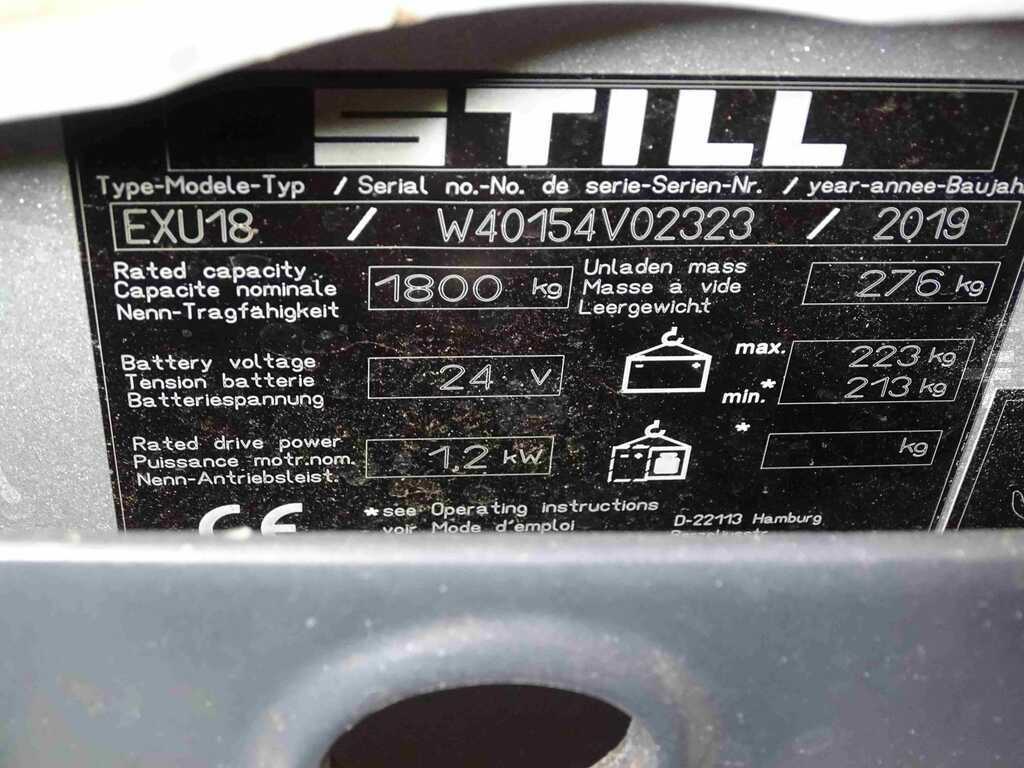 STILL
Type-Modele-Typ / Serial no.-No. de serie-Serien-Nr. / year-annee-Baujahr
EXU18 / W40154V02323 / 2019
Rated capacity
Capacite nominale
Nenn-Tragfähigkeit
1800 kg
Unladen mass
Masse à vide
Leergewicht
276 kg
Battery voltage
Tension batterie
Batteriespannung
24 V
max. 223 kg
min.* 213 kg
Rated drive power
Puissance motr.nom.
Nenn-Antriebsleist.
1,2 kW
* kg
CE
*see Operating instructions
voir Mode d'emploi
D-22113 Hamburg